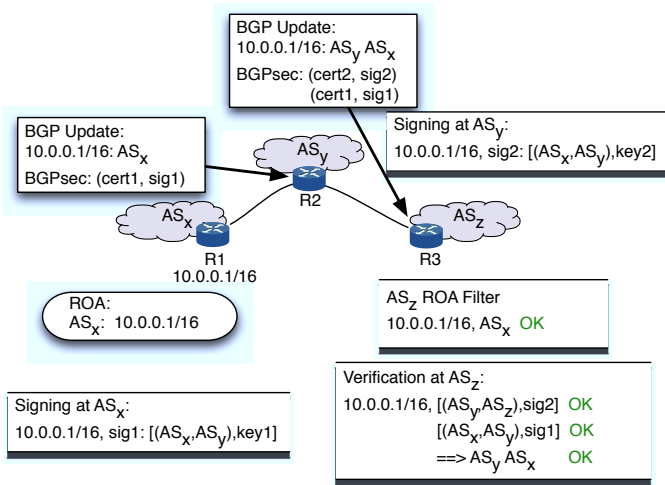 BGP Update:
10.0.0.1/16: ASy ASx
BGPsec: (cert2, sig2)
(cert1, sig1)
BGP Update:
10.0.0.1/16: ASx
BGPsec: (cert1, sig1)
Signing at ASy:
10.0.0.1/16, sig2: [(ASx,ASy),key2]
ASy
R2
ASx
R1
10.0.0.1/16
ASz
R3
ROA:
ASx: 10.0.0.1/16
ASz ROA Filter
10.0.0.1/16, ASx OK
Signing at ASx:
10.0.0.1/16, sig1: [(ASx,ASy),key1]
Verification at ASz:
10.0.0.1/16, [(ASy,ASz),sig2] OK
[(ASx,ASy),sig1] OK
==> ASy ASx OK